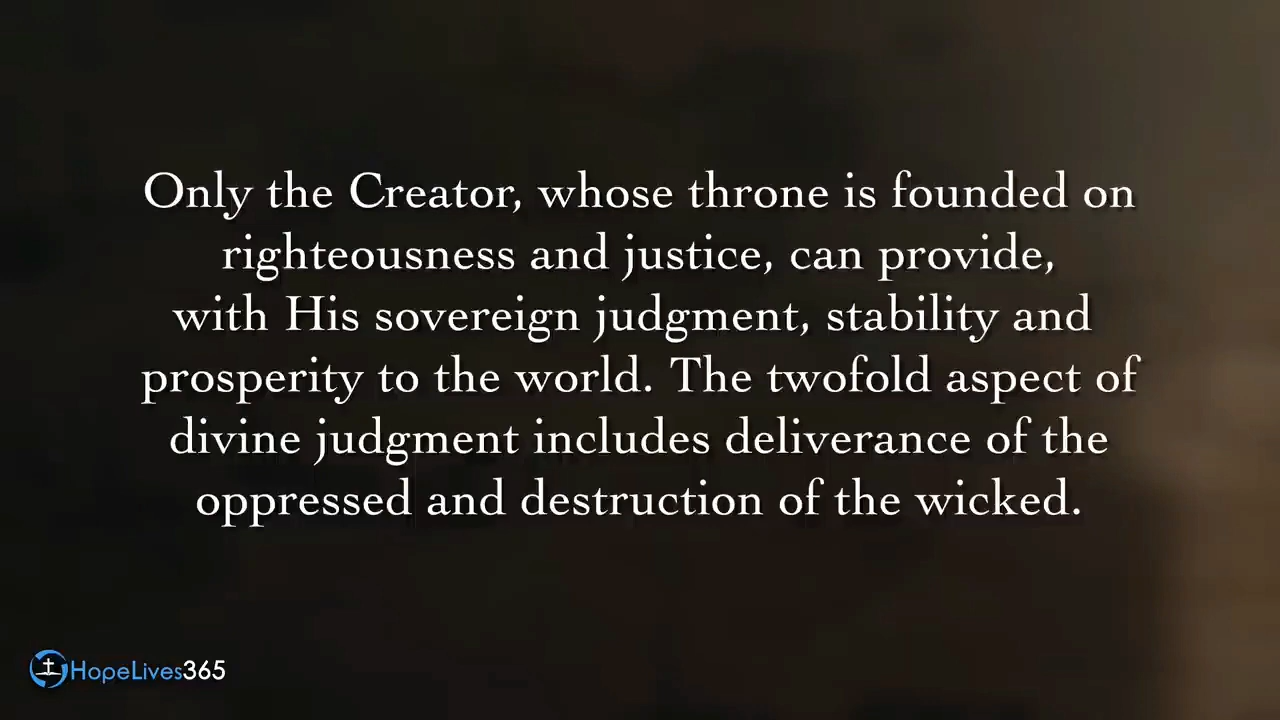 Only the Creator, whose throne is founded on
righteousness and justice, can provide,
with His sovereign judgment, stability and
prosperity to the world. The twofold aspect of
divine judgment includes deliverance of the
oppressed and destruction of the wicked.
HopeLives365